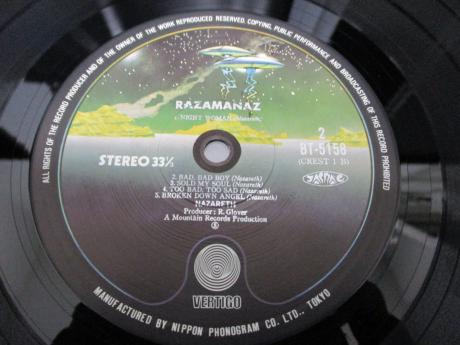 ALL RIGHTS OF THE RECORD PRODUCER AND OF THE OWNER OF THE WORK REPRODUCED RESERVED. COPYING, PUBLIC PERFORMANCE AND BROADCASTING OF THIS RECORD PROHIBITED
RAZAMANAZ
NIGHT WOMAN (Nazareth)
2
STEREO 33⅓
BT-5158
(CREST 1 B)
2. BAD, BAD BOY (Nazareth)
3. SOLD MY SOUL (Nazareth)
4. TOO BAD, TOO SAD (Nazareth)
5. BROKEN DOWN ANGEL (Nazareth)
NAZARETH
Producer: R. Glover
A Mountain Records Production
VERTIGO
MANUFACTURED BY NIPPON PHONOGRAM CO. LTD., TOKYO